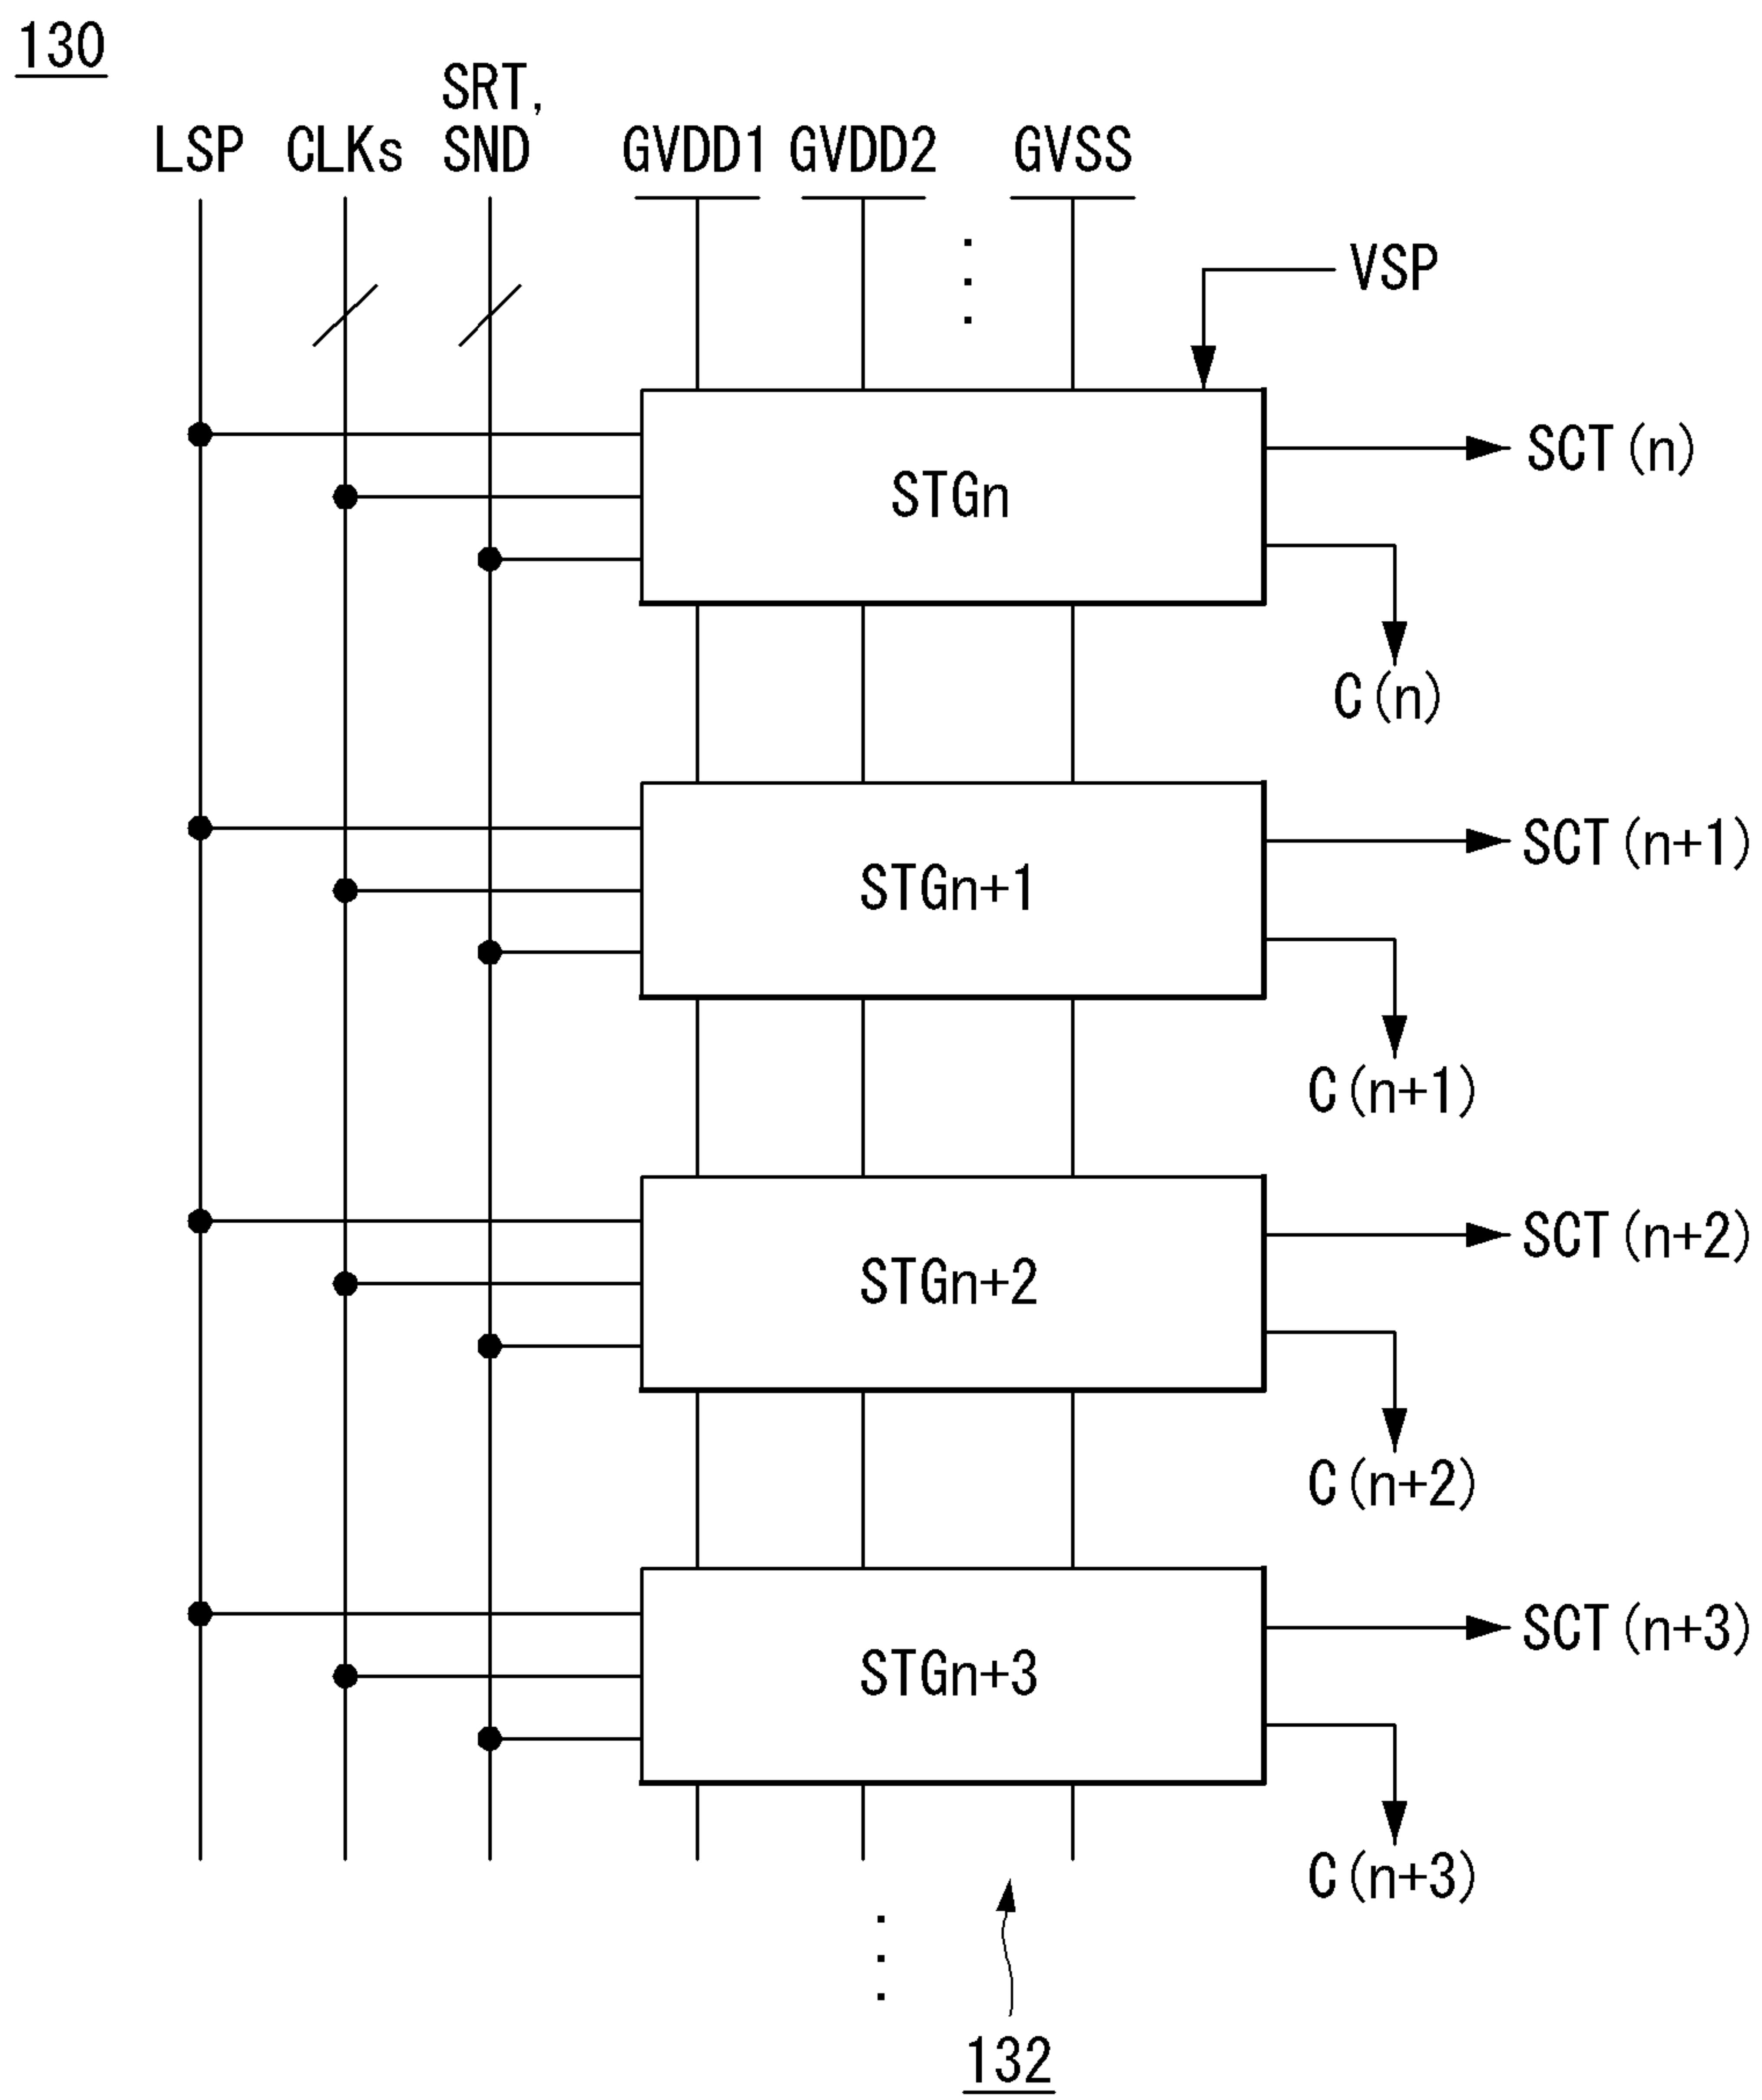 130
SRT,
LSP CLKs SND GVDD1 GVDD2 GVSS
VSP
STGn
SCT(n)
C(n)
STGn+1
SCT(n+1)
C(n+1)
STGn+2
SCT(n+2)
C(n+2)
STGn+3
SCT(n+3)
C(n+3)
132